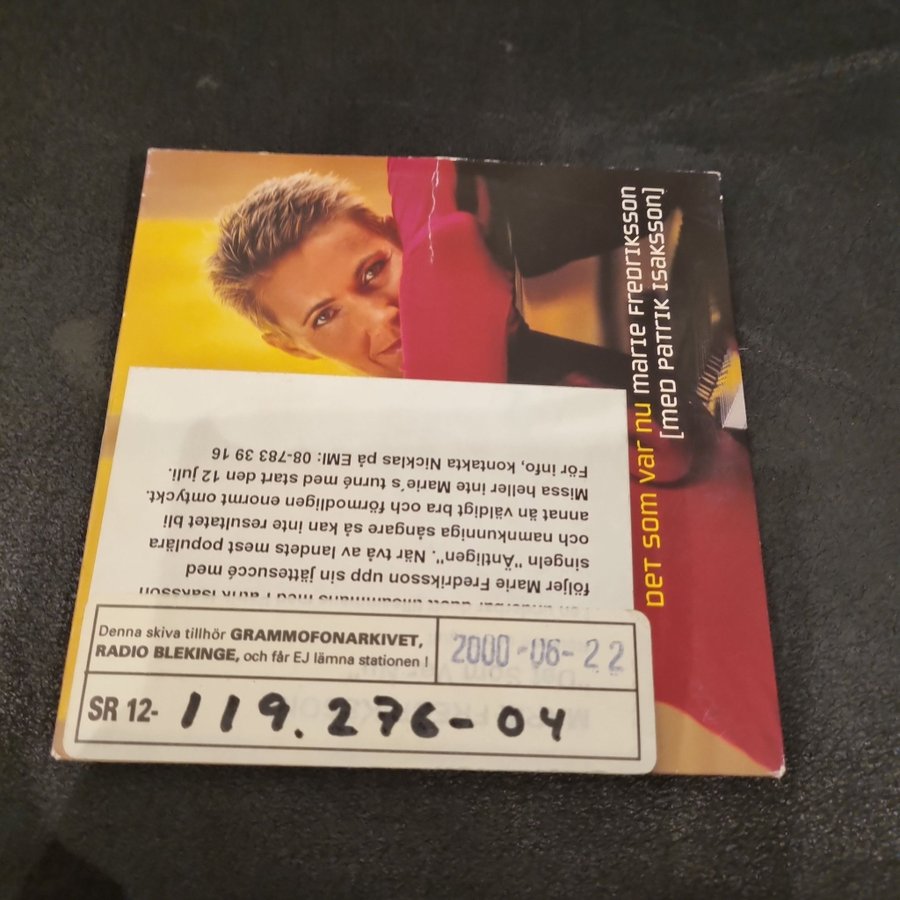 Det som var nu marie Fredriksson
[med Patrik Isaksson]
följer Marie Fredriksson upp sin jättesuccé med
singeln "Äntligen". När två av landets mest populära
och namnkunniga sångare så kan inte resultatet bli
annat än väldigt bra och förmodligen enormt omtyckt.
Missa heller inte Marie´s turné med start den 12 juli.
För info, kontakta Nicklas på EMI: 08-783 39 16
Denna skiva tillhör GRAMMOFONARKIVET,
RADIO BLEKINGE, och får EJ lämna stationen !
2000-06-22
SR 12- 119.276-04